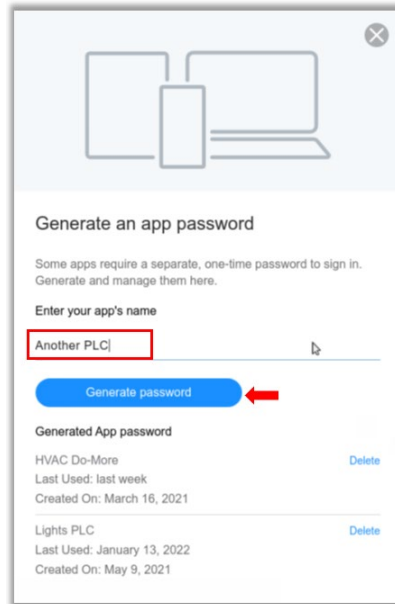 Generate an app password
Some apps require a separate, one-time password to sign in.
Generate and manage them here.
Enter your app's name
Another PLC
Generate password
Generated App password
HVAC Do-More Delete
Last Used: last week
Created On: March 16, 2021
Lights PLC Delete
Last Used: January 13, 2022
Created On: May 9, 2021